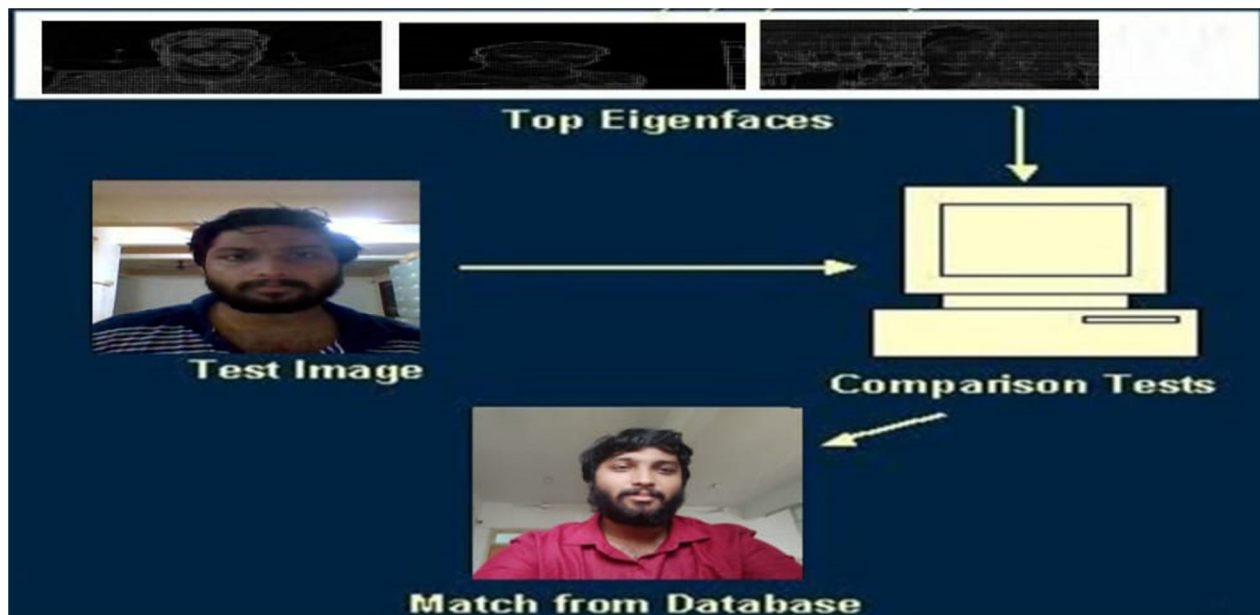 Top Eigenfaces
Test Image
Comparison Tests
Match from Database